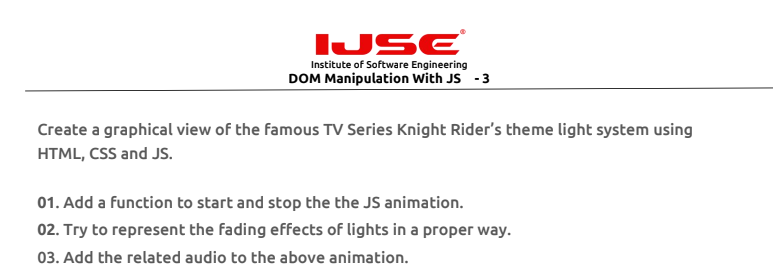 IJSE®
Institute of Software Engineering
DOM Manipulation With JS - 3
Create a graphical view of the famous TV Series Knight Rider’s theme light system using
HTML, CSS and JS.
01. Add a function to start and stop the the JS animation.
02. Try to represent the fading effects of lights in a proper way.
03. Add the related audio to the above animation.